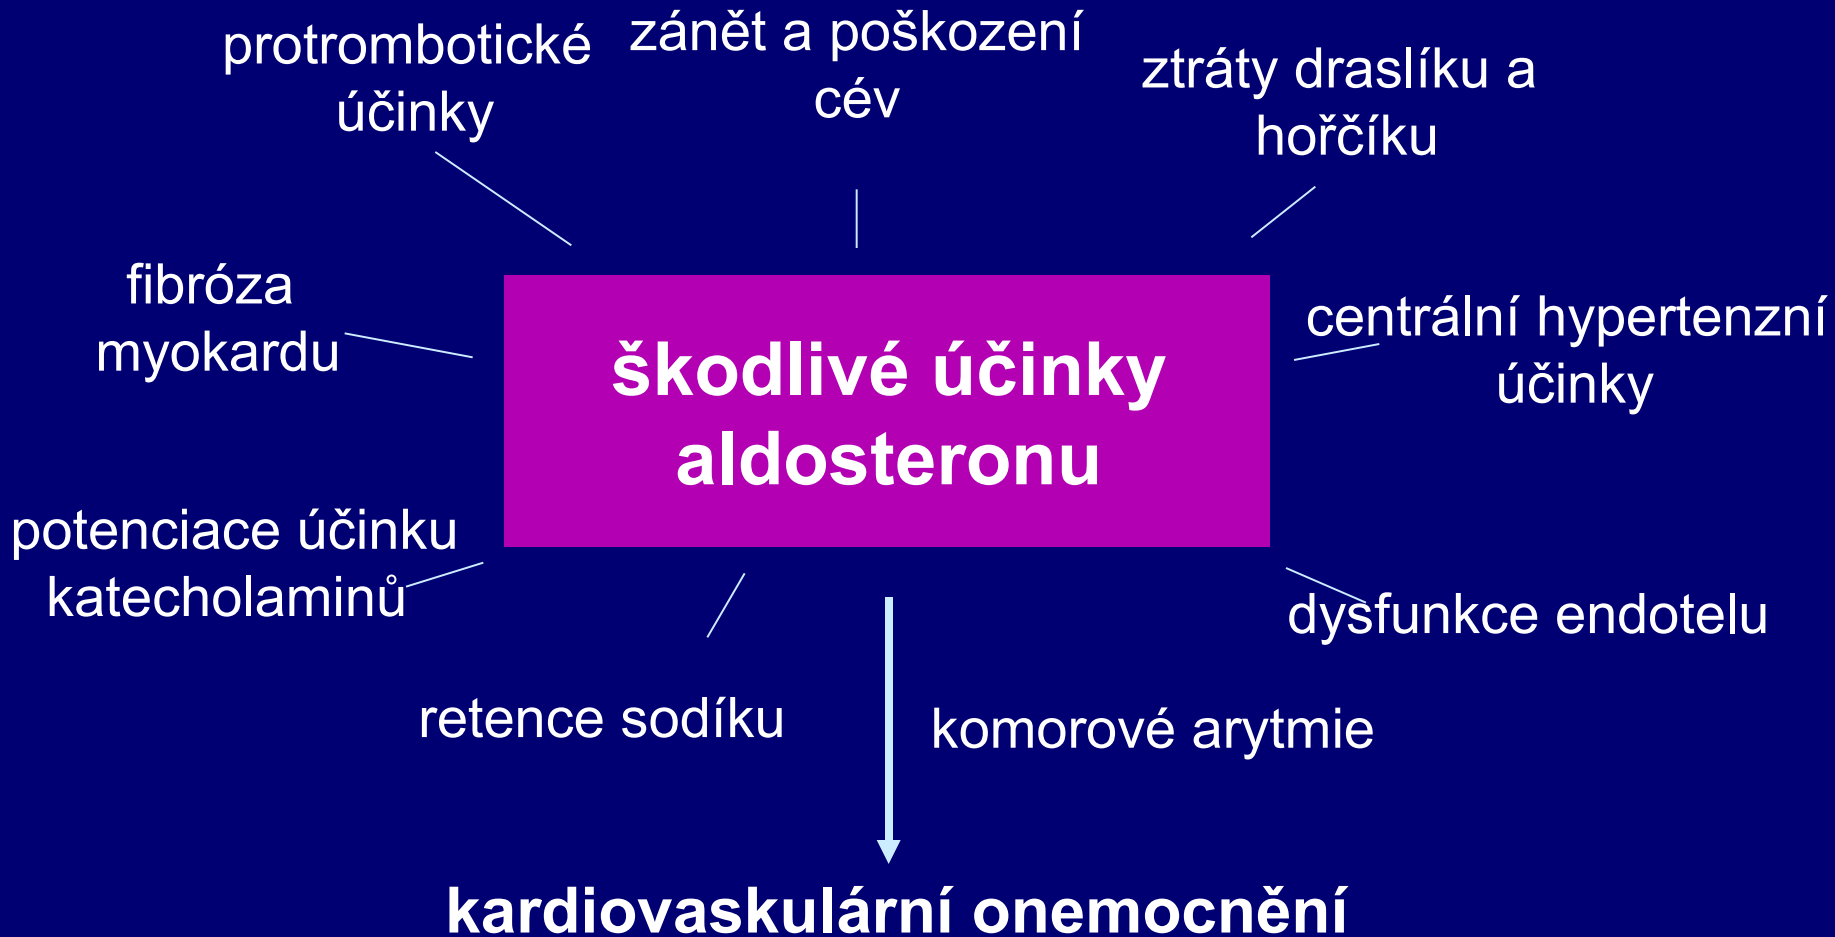 protrombotické
účinky
zánět a poškození
cév
ztráty draslíku a
hořčíku
fibróza
myokardu
škodlivé účinky
aldosteronu
centrální hypertenzní
účinky
potenciace účinku
katecholaminů
dysfunkce endotelu
retence sodíku
komorové arytmie
kardiovaskulární onemocnění